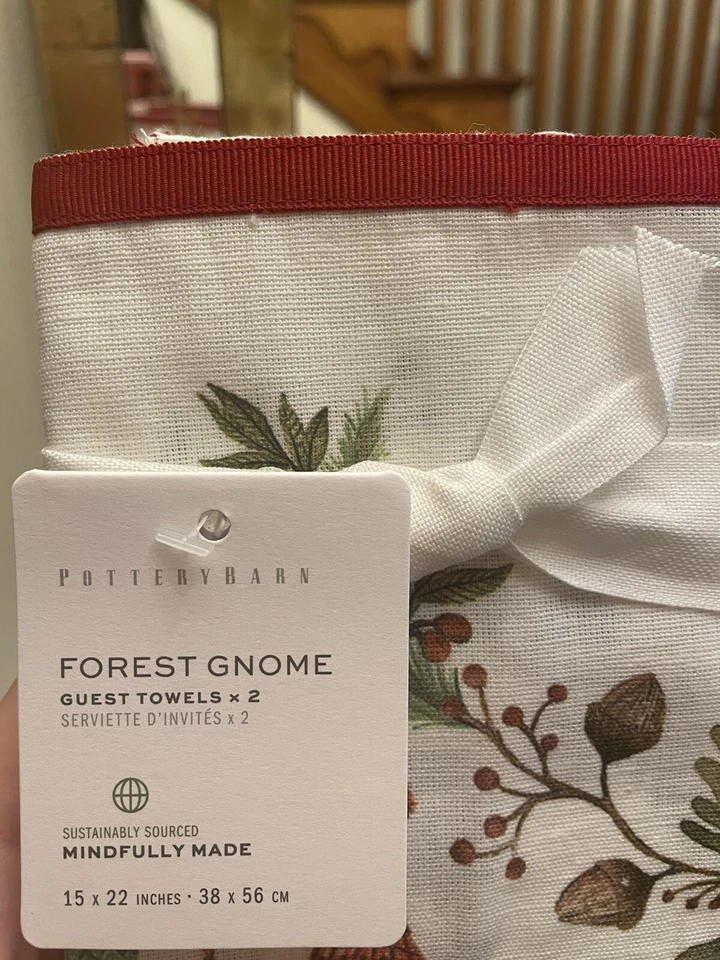 POTTERYBARN
FOREST GNOME
GUEST TOWELS x 2
SERVIETTE D'INVITÉS x 2
SUSTAINABLY SOURCED
MINDFULLY MADE
15 x 22 INCHES · 38 x 56 CM